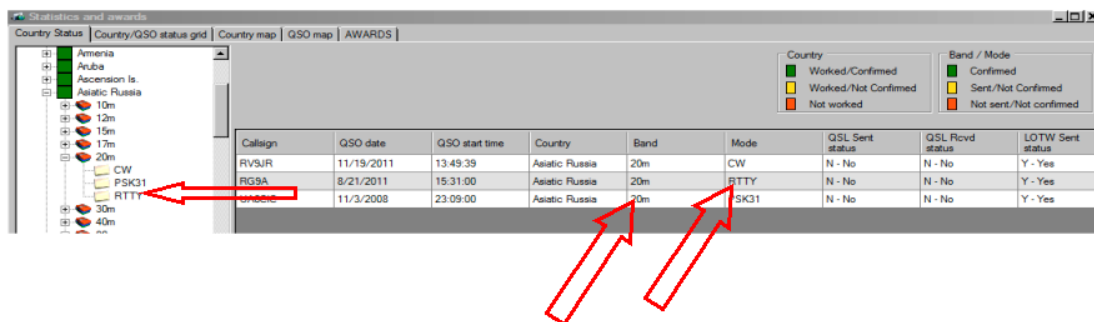 Statistics and awards
Country Status Country/QSO status grid Country map QSO map AWARDS
Armenia
Aruba
Ascension Is.
Asiatic Russia
10m
12m
15m
17m
20m
CW
PSK31
RTTY
30m
40m
Country
Worked/Confirmed
Worked/Not Confirmed
Not worked
Band / Mode
Confirmed
Sent/Not Confirmed
Not sent/Not confirmed
Callsign QSO date QSO start time Country Band Mode QSL Sent status QSL Rcvd status LOTW Sent status
RV9JR 11/19/2011 13:49:39 Asiatic Russia 20m CW N - No N - No Y - Yes
RG9A 8/21/2011 15:31:00 Asiatic Russia 20m RTTY N - No N - No Y - Yes
11/3/2008 23:09:00 Asiatic Russia 20m PSK31 N - No N - No Y - Yes